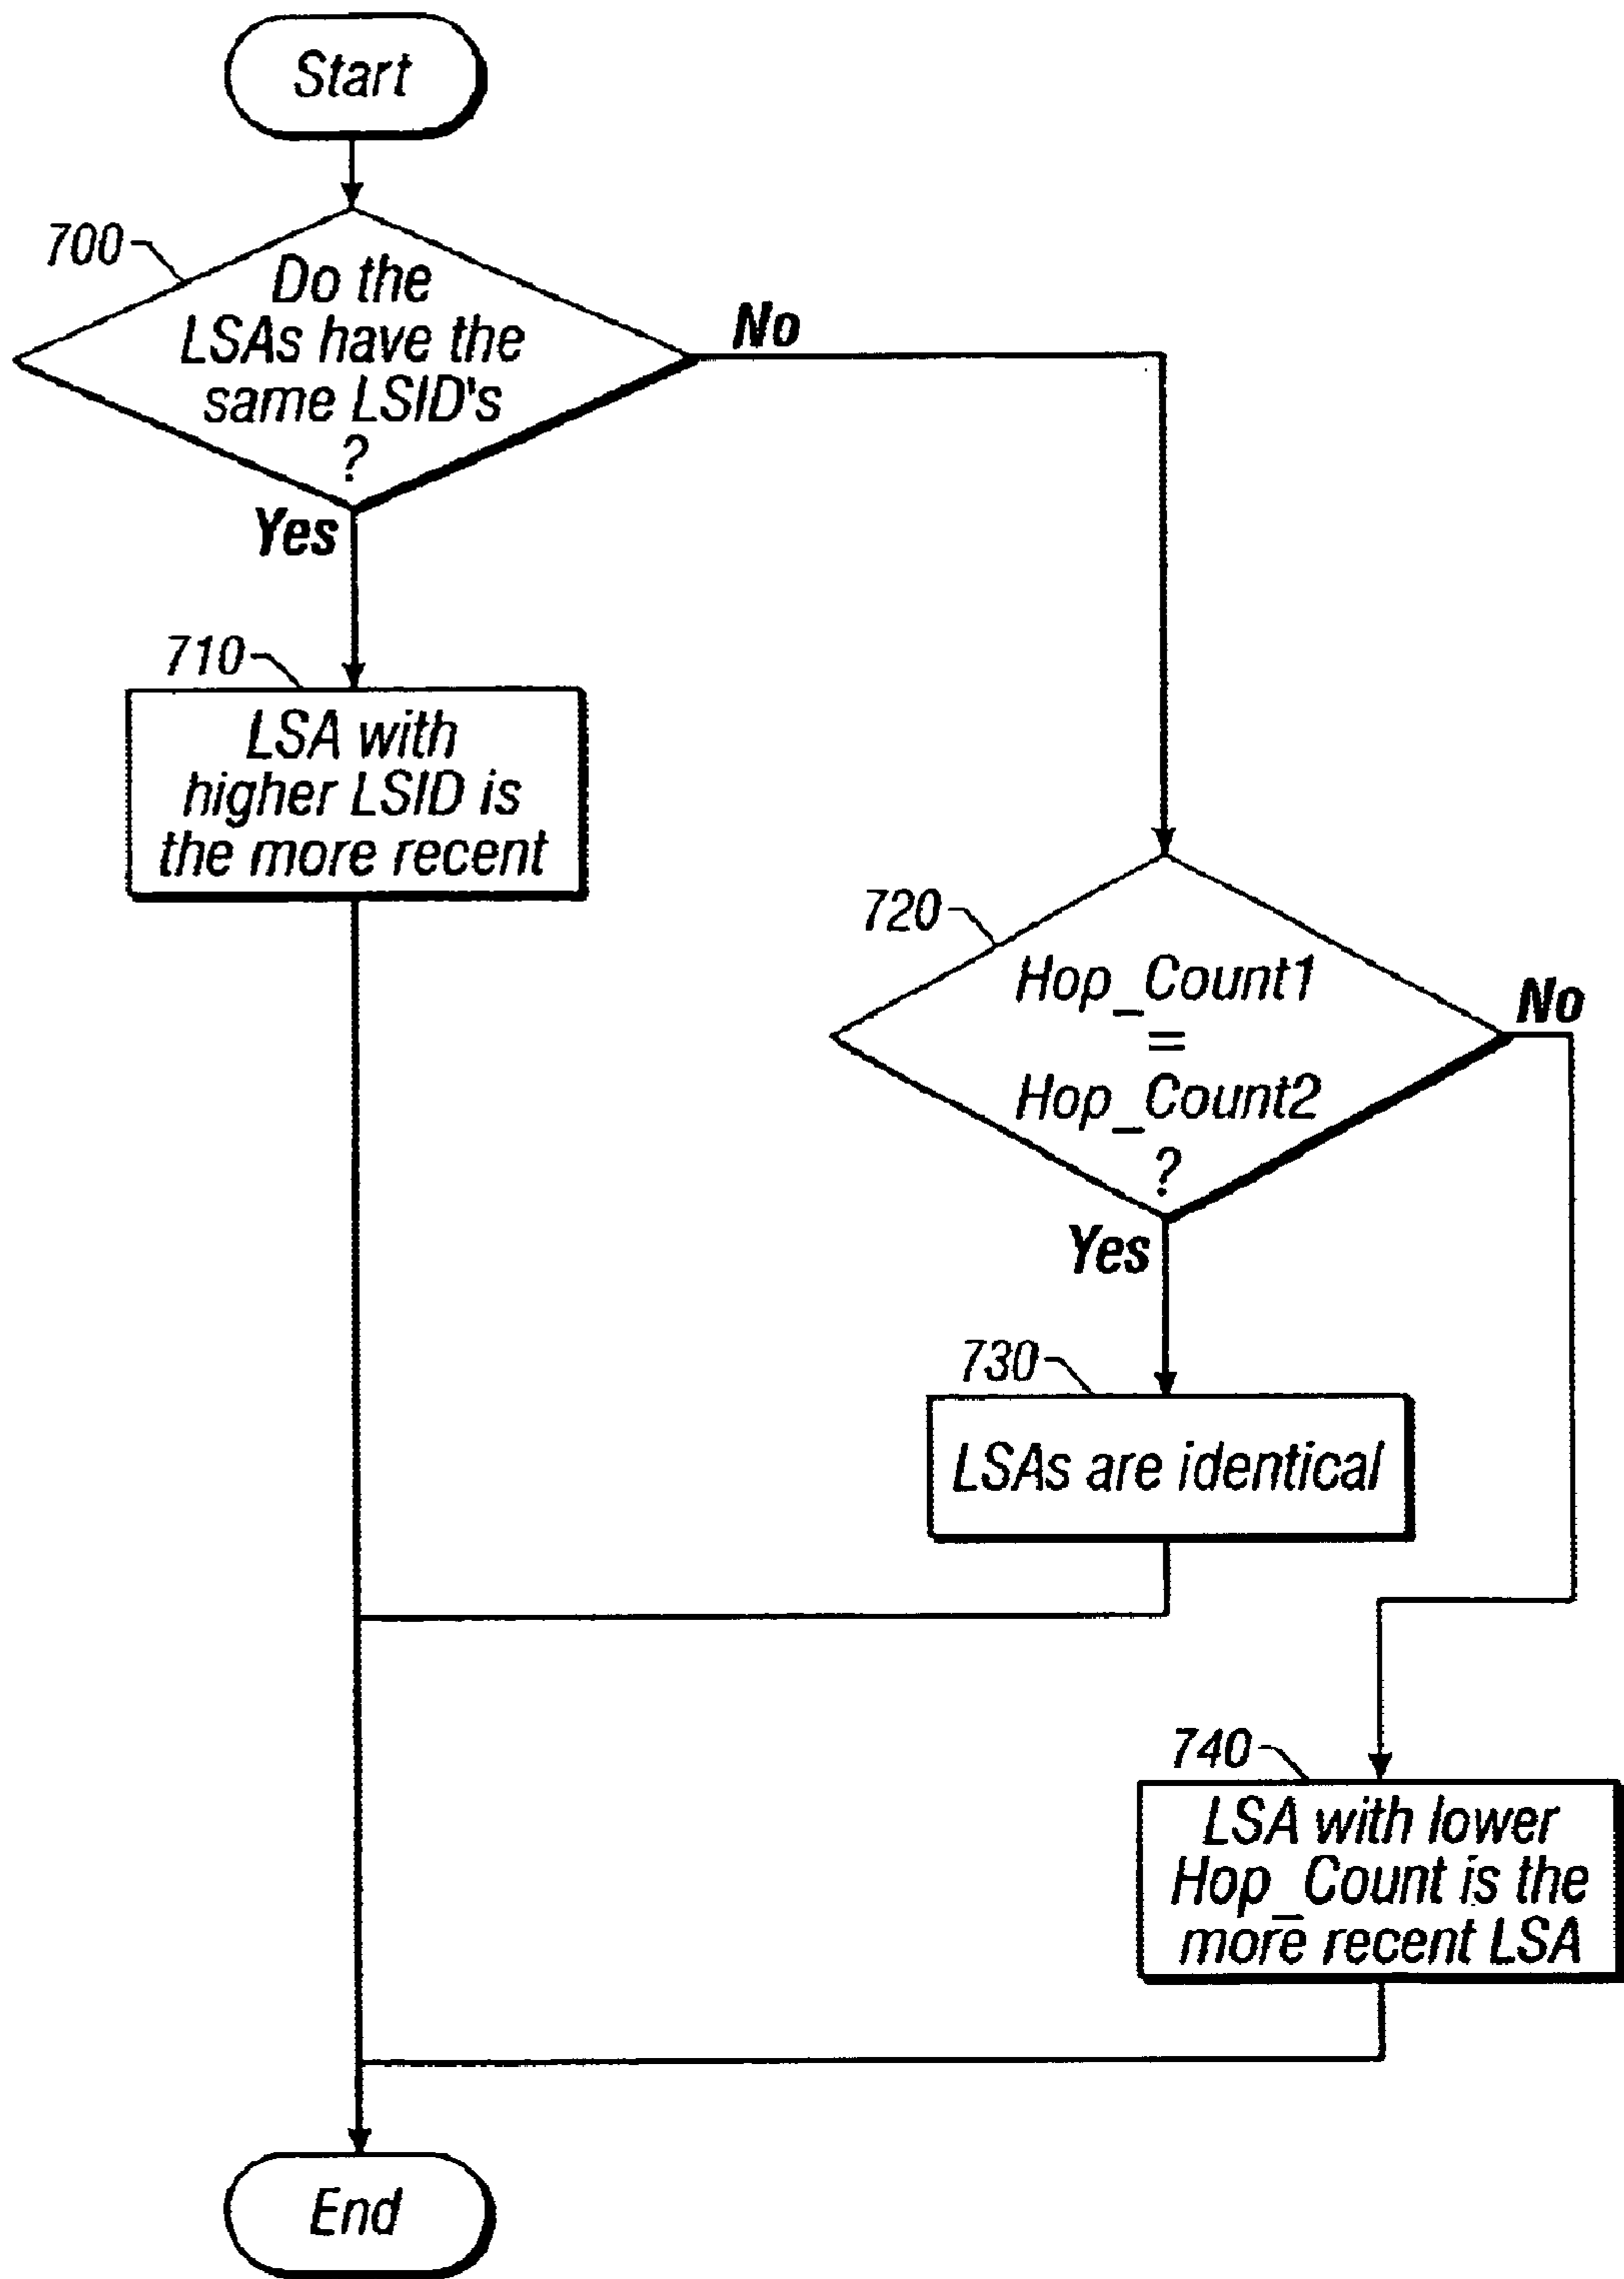 Start
700
Do the
LSAs have the
same LSID's
?
No
Yes
710
LSA with
higher LSID is
the more recent
720
Hop_Count1
=
Hop_Count2
?
No
Yes
730
LSAs are identical
740
LSA with lower
Hop_Count is the
more recent LSA
End